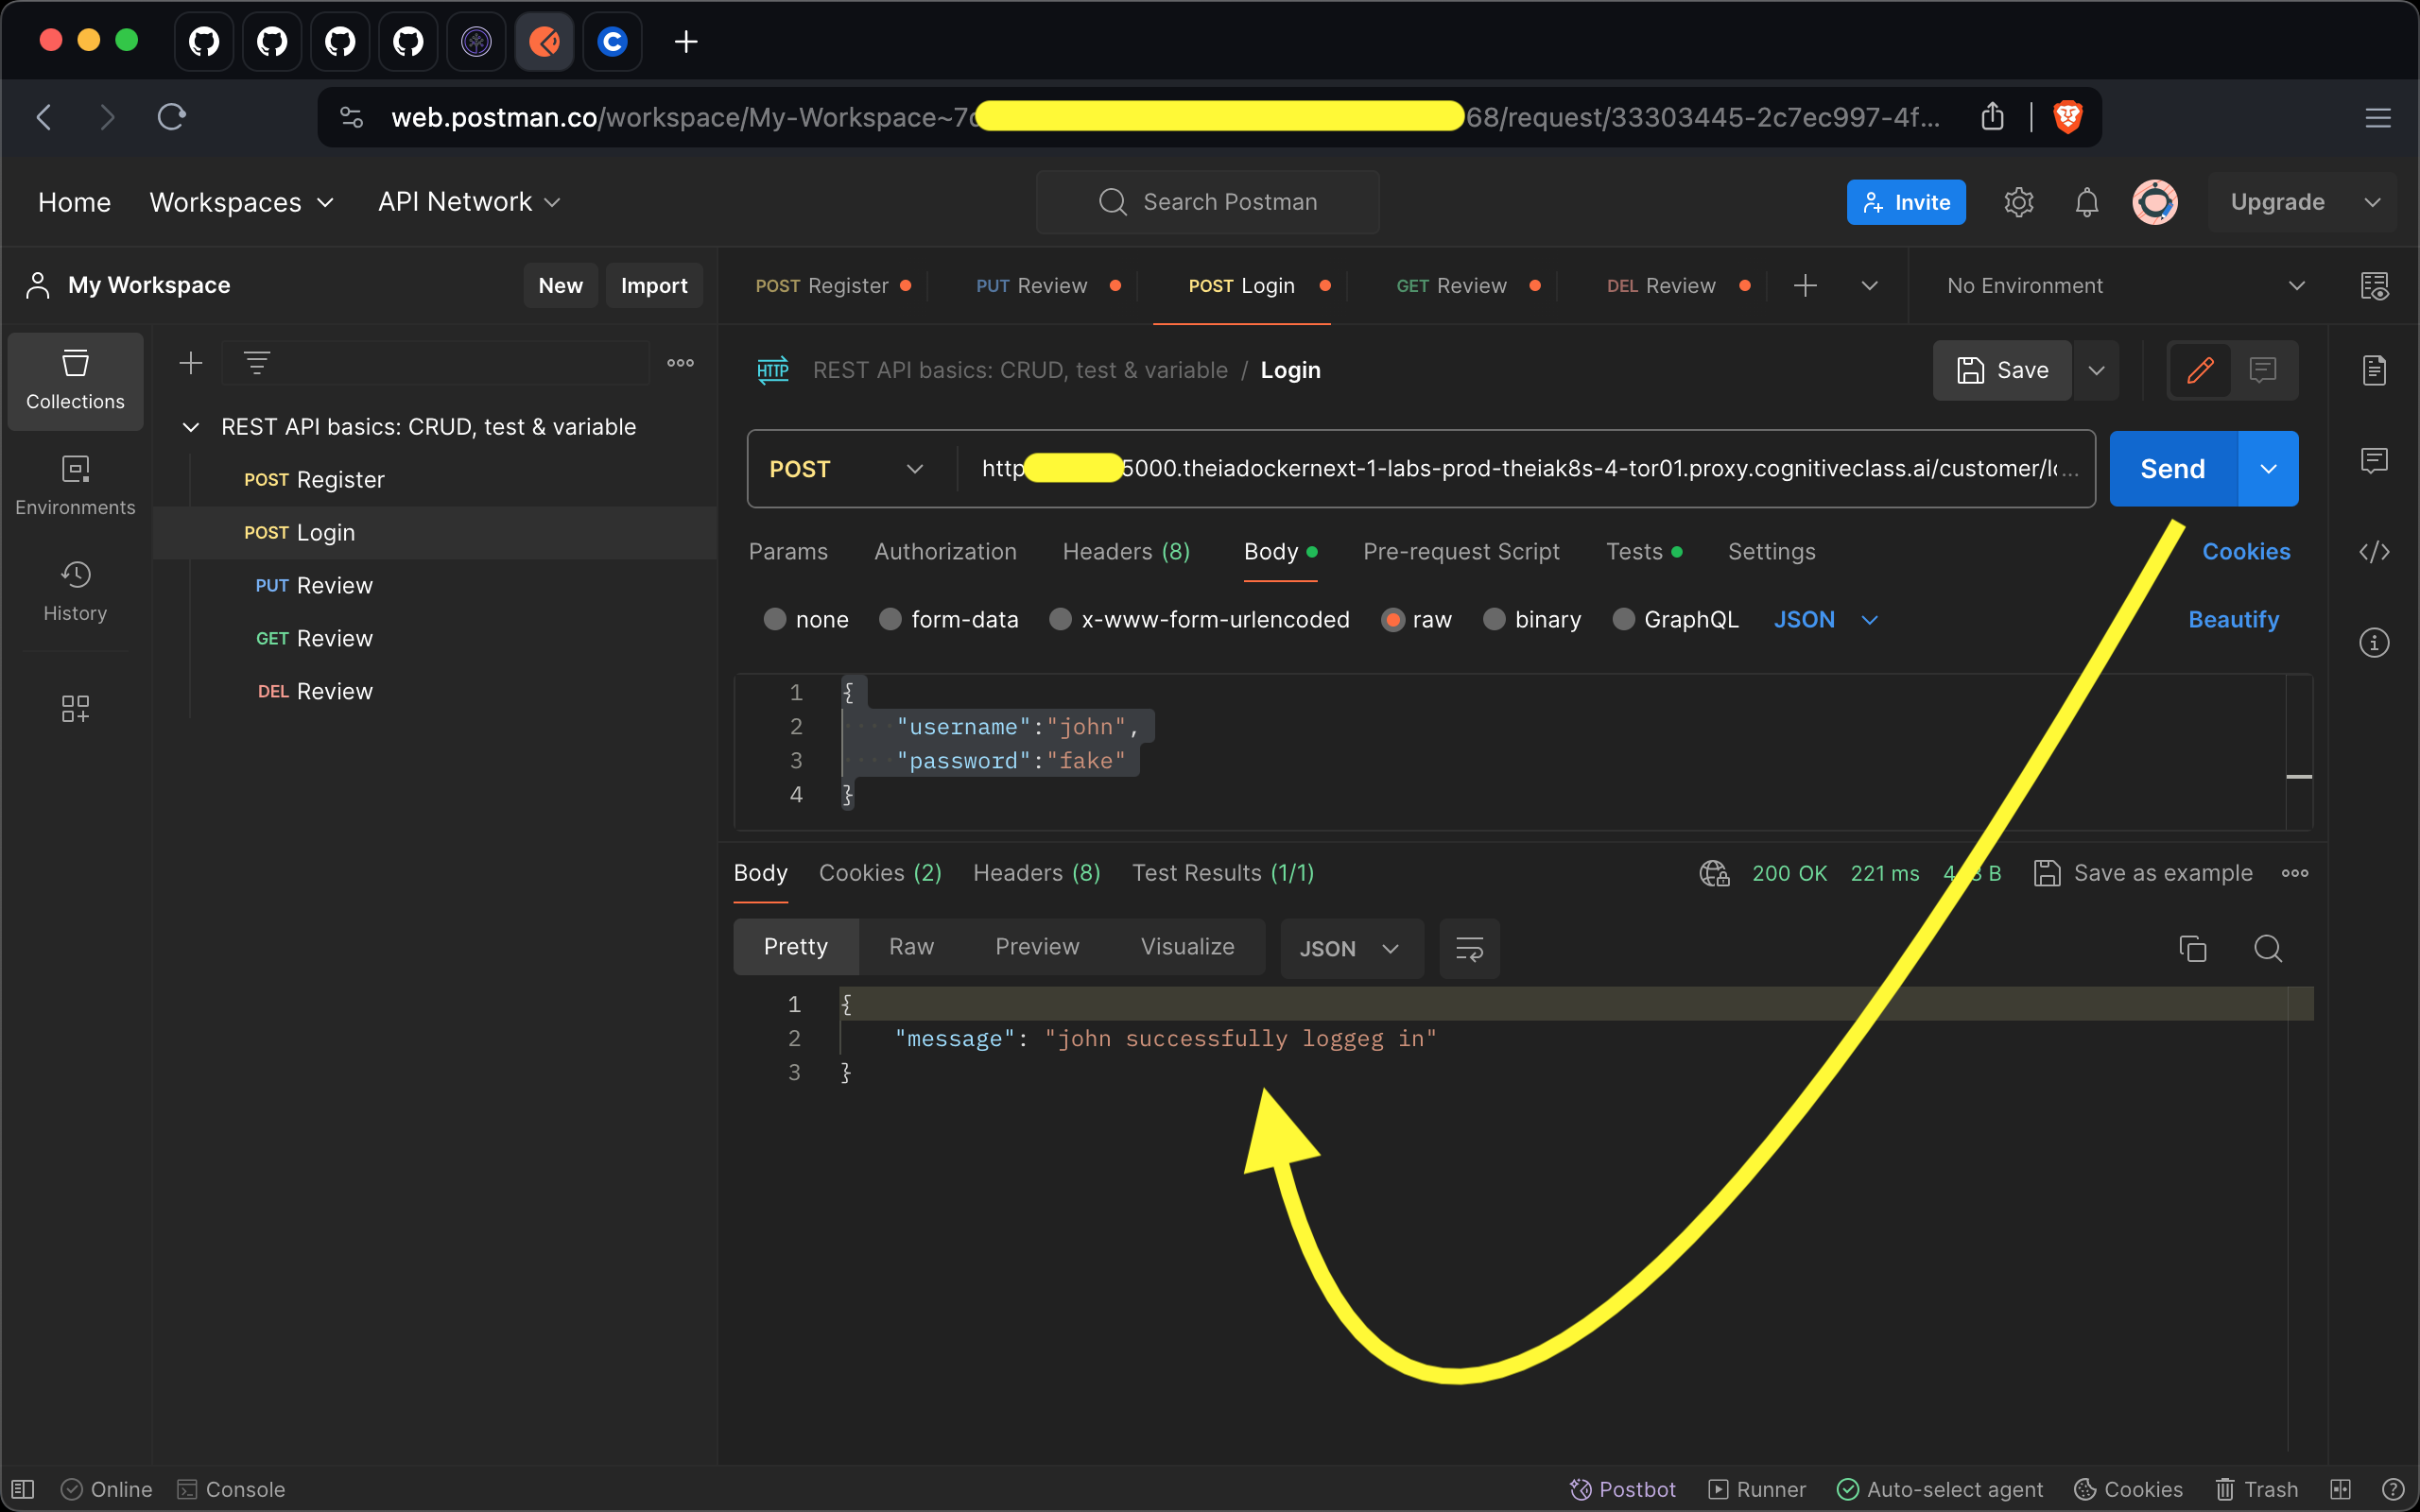 web.postman.co/workspace/My-Workspace~7 68/request/33303445-2c7ec997-4f...
Home Workspaces API Network Search Postman Invite Upgrade
My Workspace New Import
POST Register PUT Review POST Login GET Review DEL Review No Environment
Collections
Environments
History
REST API basics: CRUD, test & variable
POST Register
POST Login
PUT Review
GET Review
DEL Review
HTTP REST API basics: CRUD, test & variable / Login Save
POST http 5000.theiadockernext-1-labs-prod-theiak8s-4-tor01.proxy.cognitiveclass.ai/customer/lo... Send
Params Authorization Headers (8) Body Pre-request Script Tests Settings Cookies
none form-data x-www-form-urlencoded raw binary GraphQL JSON Beautify
1 {
2 "username":"john",
3 "password":"fake"
4 }
Body Cookies (2) Headers (8) Test Results (1/1) 200 OK 221 ms B Save as example
Pretty Raw Preview Visualize JSON
1 {
2 "message": "john successfully loggeg in"
3 }
Online Console Postbot Runner Auto-select agent Cookies Trash